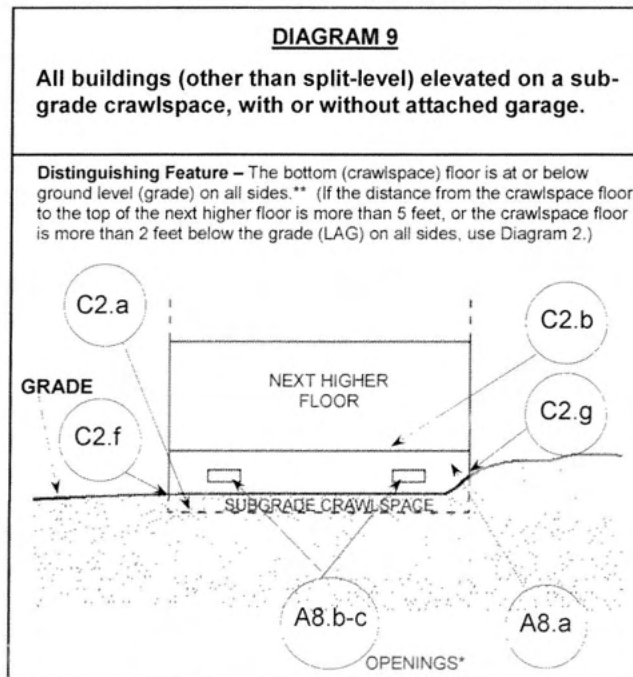 DIAGRAM 9
All buildings (other than split-level) elevated on a sub-
grade crawlspace, with or without attached garage.
Distinguishing Feature – The bottom (crawlspace) floor is at or below
ground level (grade) on all sides.** (If the distance from the crawlspace floor
to the top of the next higher floor is more than 5 feet, or the crawlspace floor
is more than 2 feet below the grade (LAG) on all sides, use Diagram 2.)
C2.a
C2.b
NEXT HIGHER
FLOOR
GRADE
C2.f
C2.g
SUBGRADE CRAWLSPACE
A8.b-c
A8.a
OPENINGS*